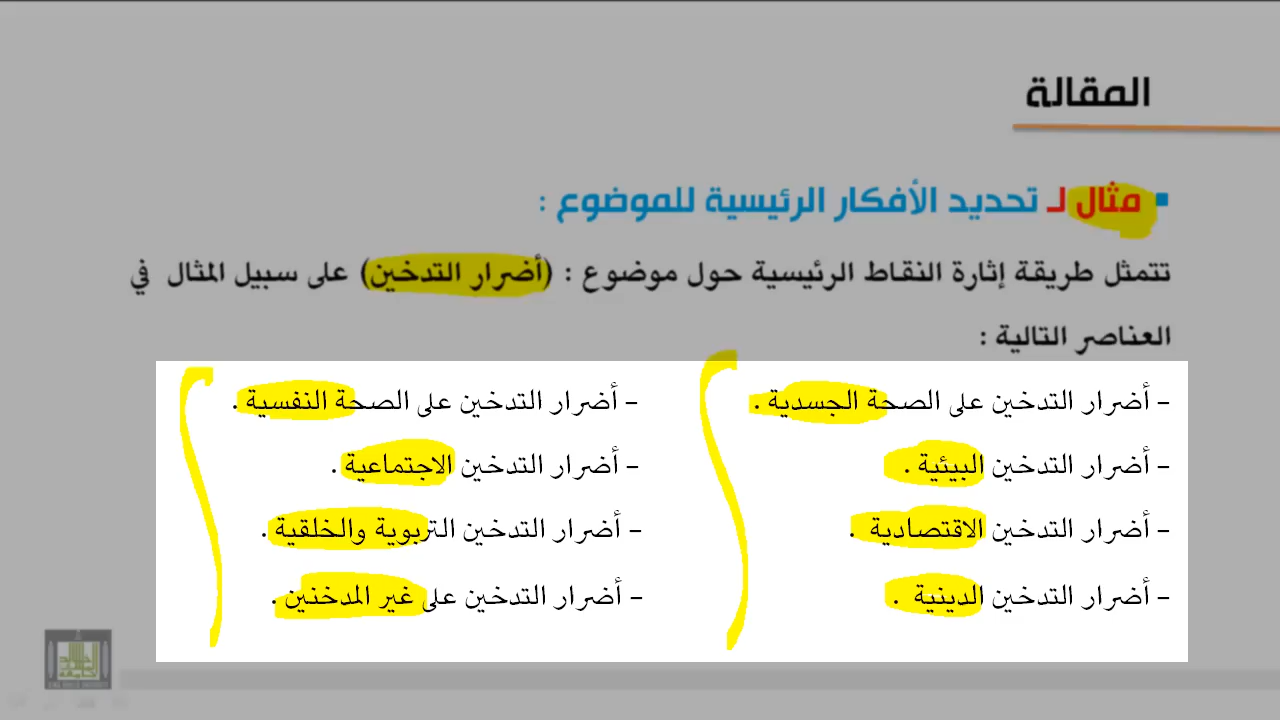 المقالة
▪ مثال لـ تحديد الأفكار الرئيسية للموضوع :
تتمثل طريقة إثارة النقاط الرئيسية حول موضوع : (أضرار التدخين) على سبيل المثال في
العناصر التالية :
- أضرار التدخين على الصحة الجسدية .
- أضرار التدخين البيئية .
- أضرار التدخين الاقتصادية .
- أضرار التدخين الدينية .
- أضرار التدخين على الصحة النفسية .
- أضرار التدخين الاجتماعية .
- أضرار التدخين التربوية والخلقية .
- أضرار التدخين على غير المدخنين .